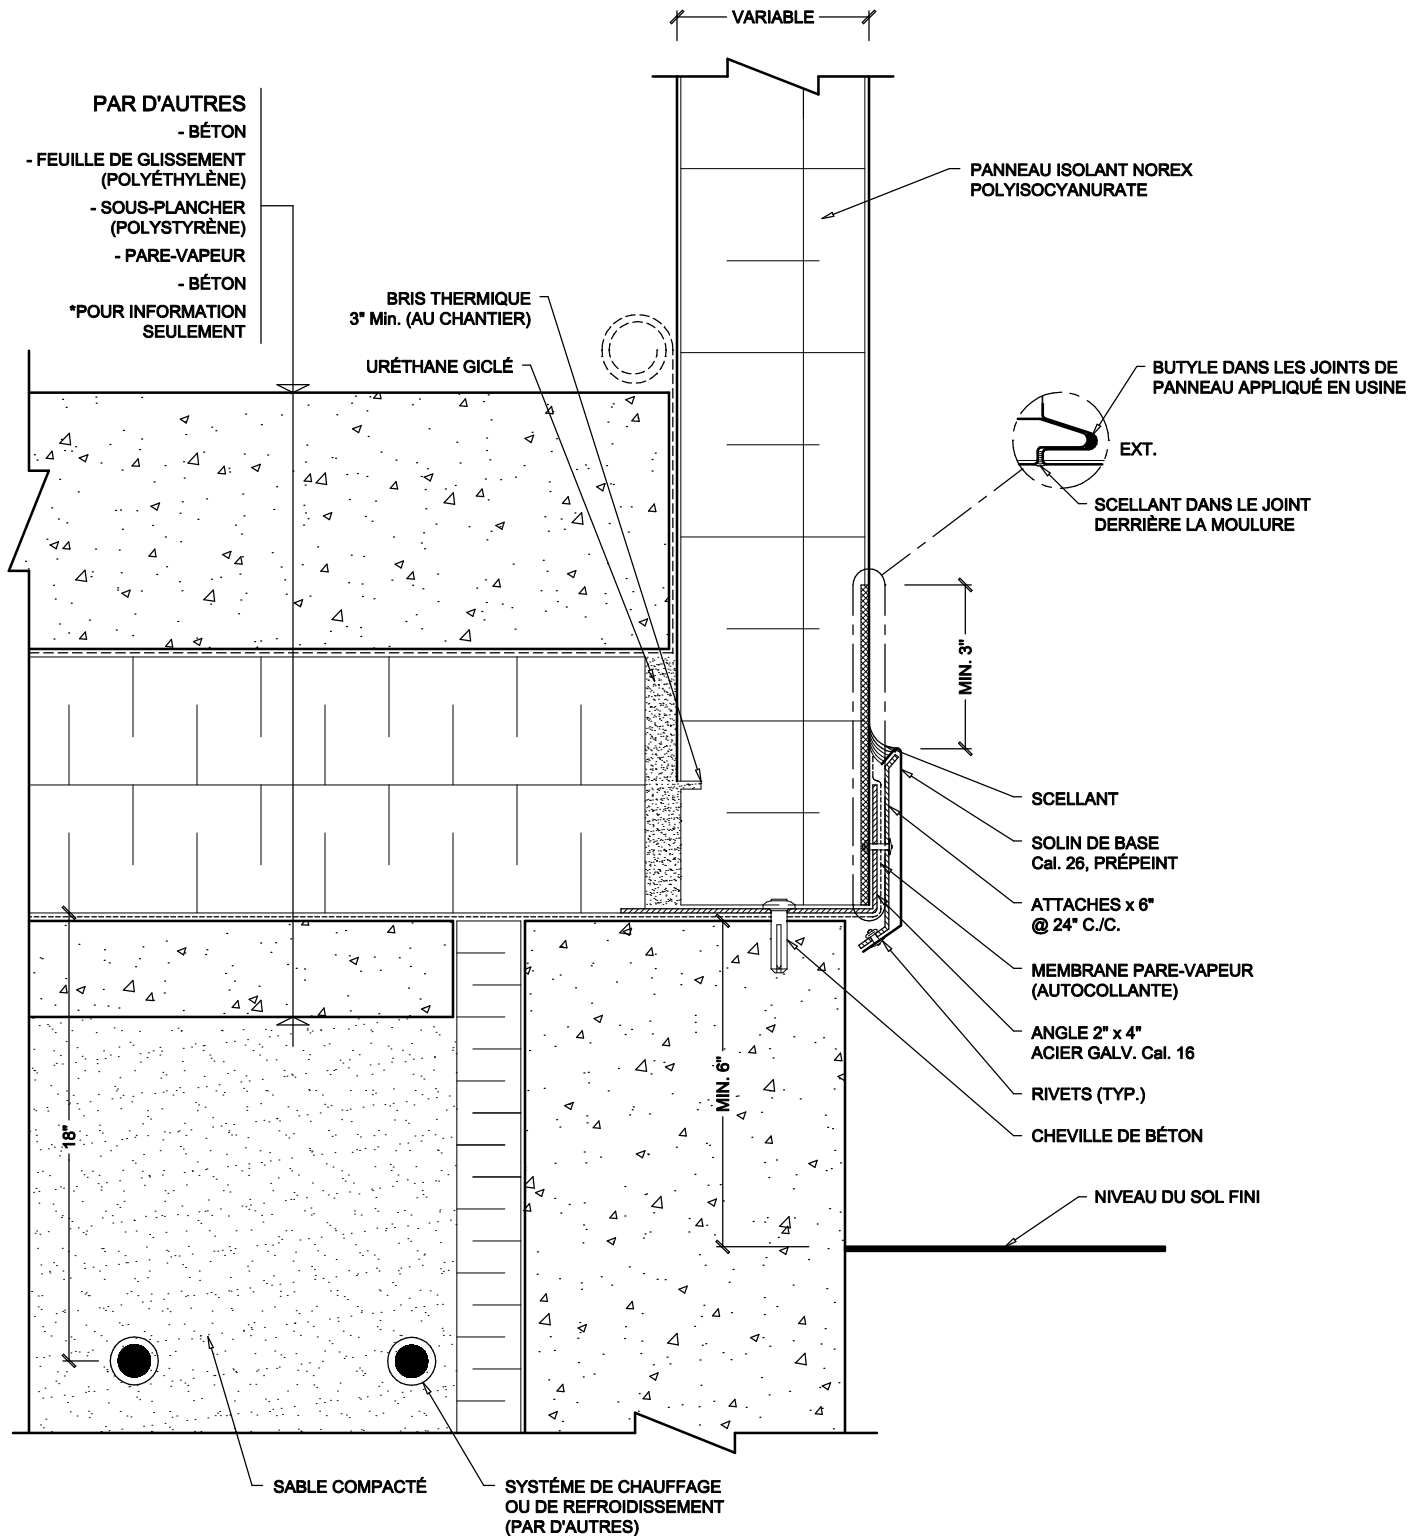 VARIABLE
PAR D'AUTRES
- BÉTON
- FEUILLE DE GLISSEMENT
(POLYÉTHYLÈNE)
- SOUS-PLANCHER
(POLYSTYRÈNE)
- PARE-VAPEUR
- BÉTON
*POUR INFORMATION
SEULEMENT
PANNEAU ISOLANT NOREX
POLYISOCYANURATE
BRIS THERMIQUE
3" Min. (AU CHANTIER)
URÉTHANE GICLÉ
BUTYLE DANS LES JOINTS DE
PANNEAU APPLIQUÉ EN USINE
EXT.
SCELLANT DANS LE JOINT
DERRIÈRE LA MOULURE
MIN. 3"
SCELLANT
SOLIN DE BASE
Cal. 26, PRÉPEINT
ATTACHES x 6"
@ 24" C./C.
MEMBRANE PARE-VAPEUR
(AUTOCOLLANTE)
ANGLE 2" x 4"
ACIER GALV. Cal. 16
RIVETS (TYP.)
CHEVILLE DE BÉTON
MIN. 6"
18"
NIVEAU DU SOL FINI
SABLE COMPACTÉ
SYSTÉME DE CHAUFFAGE
OU DE REFROIDISSEMENT
(PAR D'AUTRES)